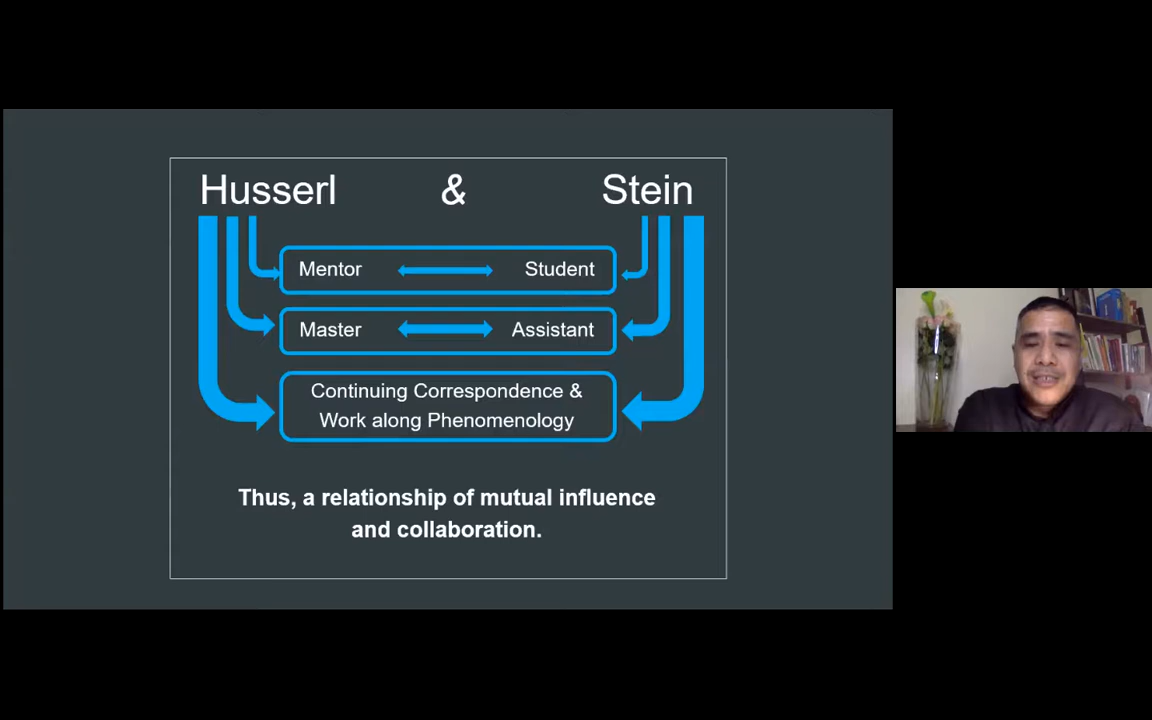 Husserl & Stein
Mentor Student
Master Assistant
Continuing Correspondence &
Work along Phenomenology
Thus, a relationship of mutual influence
and collaboration.